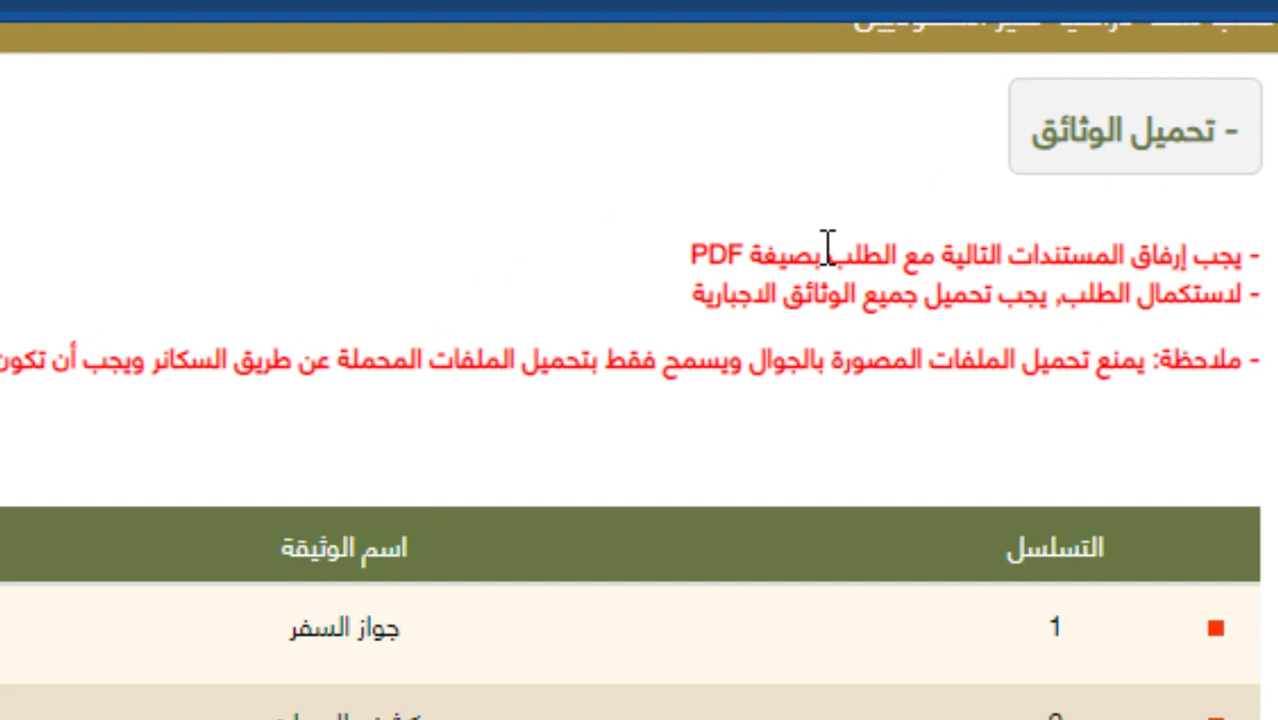 - تحميل الوثائق
- يجب إرفاق المستندات التالية مع الطلب بصيغة PDF
- لاستكمال الطلب, يجب تحميل جميع الوثائق الاجبارية
- ملاحظة: يمنع تحميل الملفات المصورة بالجوال ويسمح فقط بتحميل الملفات المحملة عن طريق السكانر ويجب أن تكون
التسلسل اسم الوثيقة
1 جواز السفر